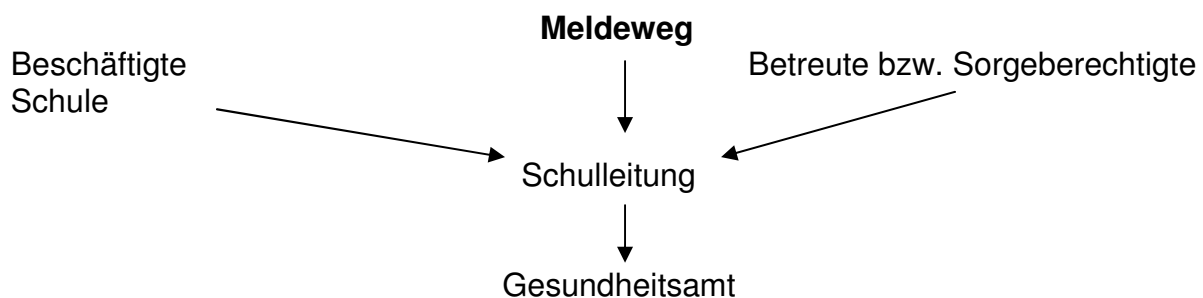 Meldeweg
Beschäftigte
Schule
Betreute bzw. Sorgeberechtigte
Schulleitung
Gesundheitsamt